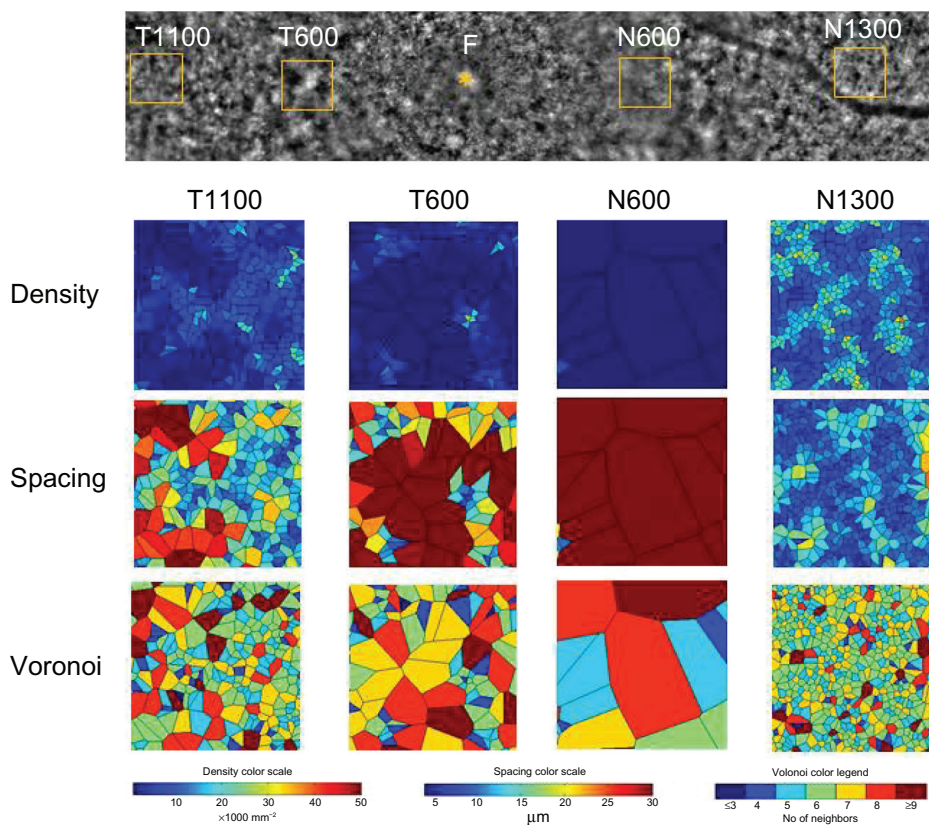 T1100 T600 F N600 N1300
T1100 T600 N600 N1300
Density
Spacing
Voronoi
Density color scale
10 20 30 40 50
×1000 mm⁻²
Spacing color scale
5 10 15 20 25 30
μm
Volonoi color legend
≤3 4 5 6 7 8 ≥9
No of neighbors